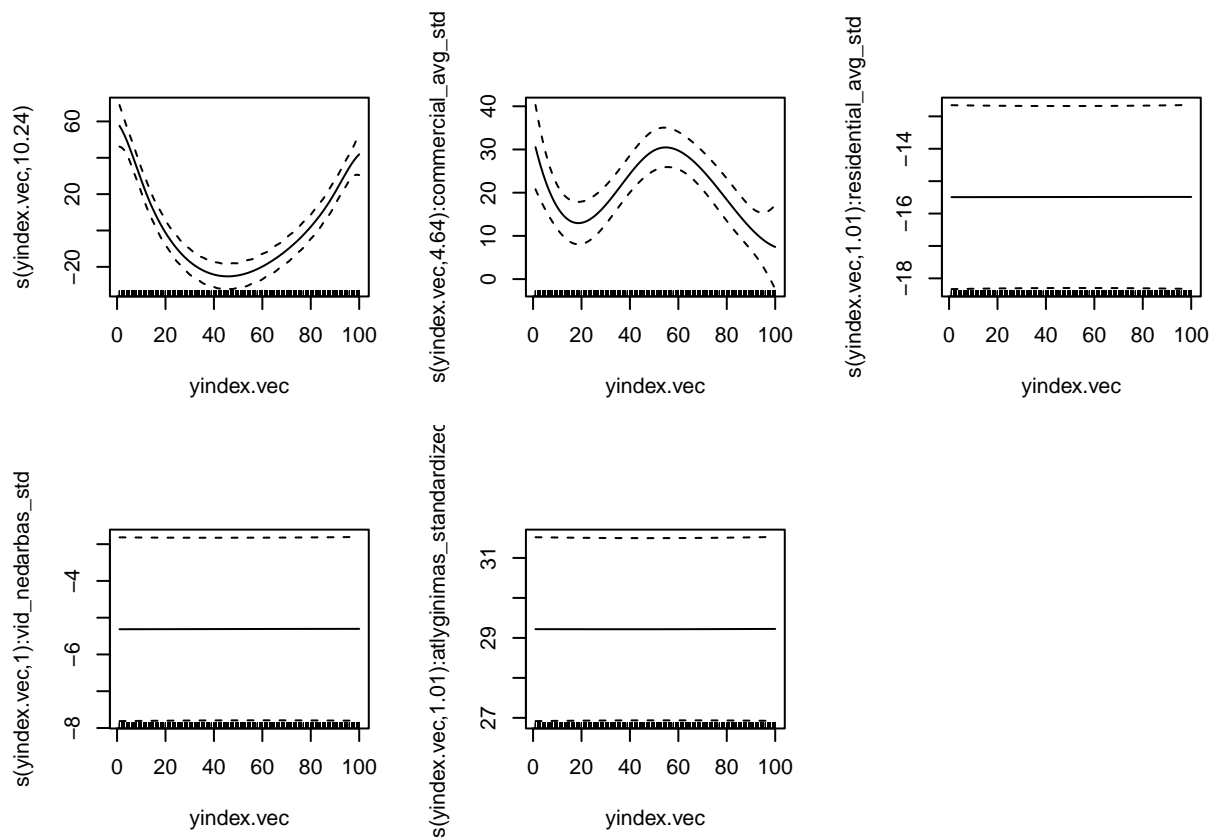 s(yindex.vec,10.24)
60
20
−20
0 20 40 60 80 100
yindex.vec
s(yindex.vec,4.64):commercial_avg_std
40
30
20
10
0
0 20 40 60 80 100
yindex.vec
s(yindex.vec,1.01):residential_avg_std
−14
−16
−18
0 20 40 60 80 100
yindex.vec
s(yindex.vec,1):vid_nedarbas_std
−4
−6
−8
0 20 40 60 80 100
yindex.vec
s(yindex.vec,1.01):atlyginimas_standardized
31
29
27
0 20 40 60 80 100
yindex.vec